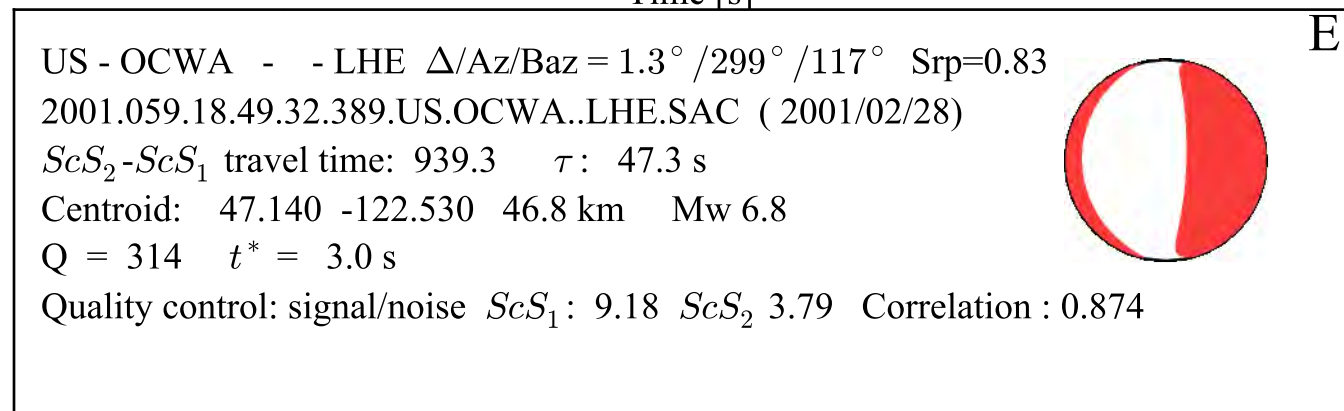 Time [s]
E
US - OCWA - - LHE Δ/Az/Baz = 1.3° /299° /117° Srp=0.83
2001.059.18.49.32.389.US.OCWA..LHE.SAC ( 2001/02/28)
ScS₂-ScS₁ travel time: 939.3 τ : 47.3 s
Centroid: 47.140 -122.530 46.8 km Mw 6.8
Q = 314 t* = 3.0 s
Quality control: signal/noise ScS₁ : 9.18 ScS₂ 3.79 Correlation : 0.874